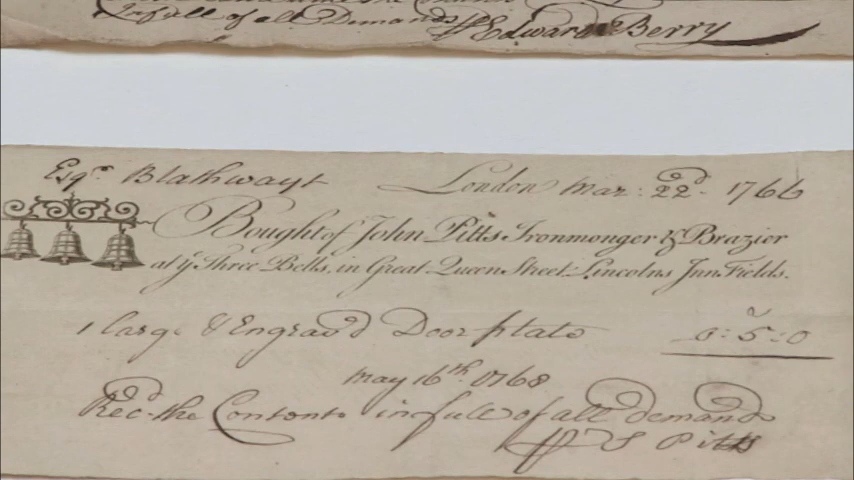 in full of all Demands Edward Berry
Esqr. Blathwayt London Mar: 22d. 1766
Bought of John Pitts Ironmonger & Brazier
at ye Three Bells, in Great Queen Street: Lincolns Inn Fields.
1 large & Engrav'd Door plate 0:5:0
May 16th. 1768
Recd. the Contents in full of all demands
Pitts